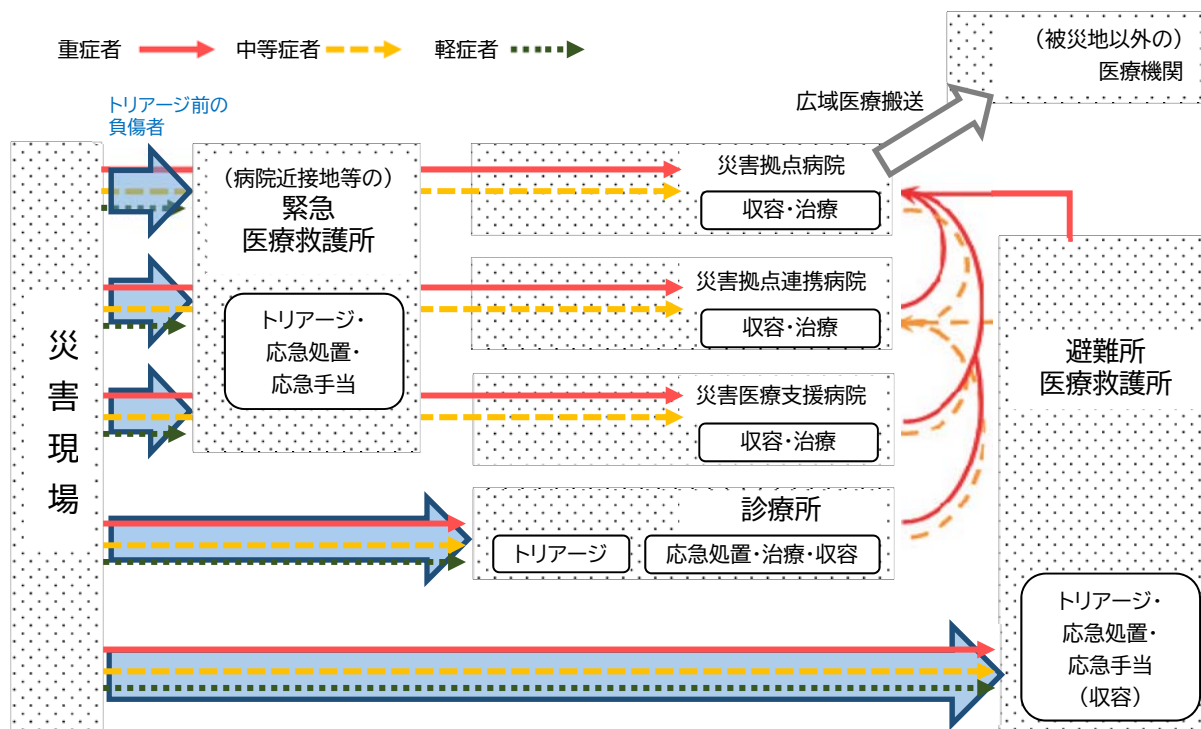 重症者
中等症者
軽症者
(被災地以外の)
医療機関
広域医療搬送
トリアージ前の
負傷者
災害現場
(病院近接地等の)
緊急
医療救護所
トリアージ・
応急処置・
応急手当
災害拠点病院
収容・治療
災害拠点連携病院
収容・治療
災害医療支援病院
収容・治療
診療所
トリアージ
応急処置・治療・収容
避難所
医療救護所
トリアージ・
応急処置・
応急手当
(収容)